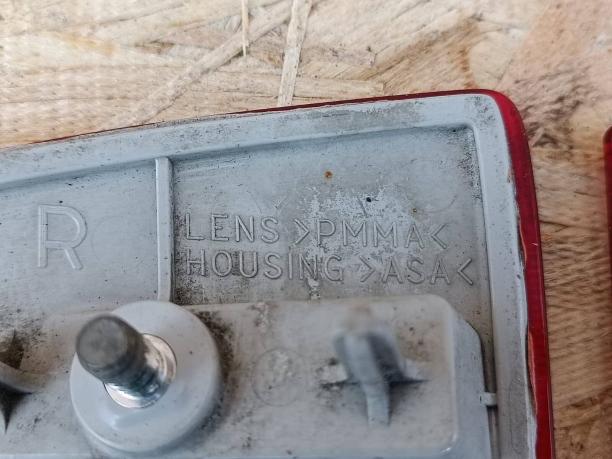 R
LENS >PMMA<
HOUSING >ASA<